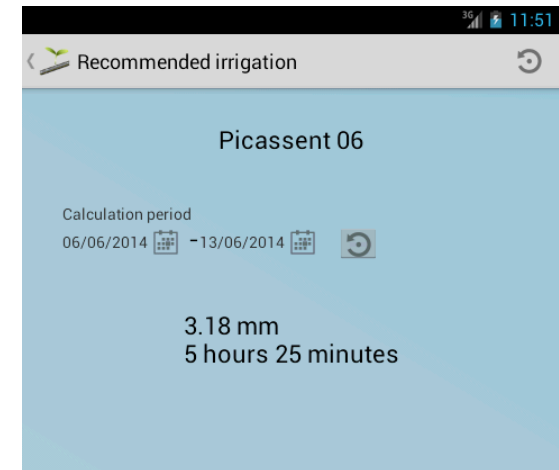 3G 11:51
Recommended irrigation
Picassent 06
Calculation period
06/06/2014 -13/06/2014
3.18 mm
5 hours 25 minutes